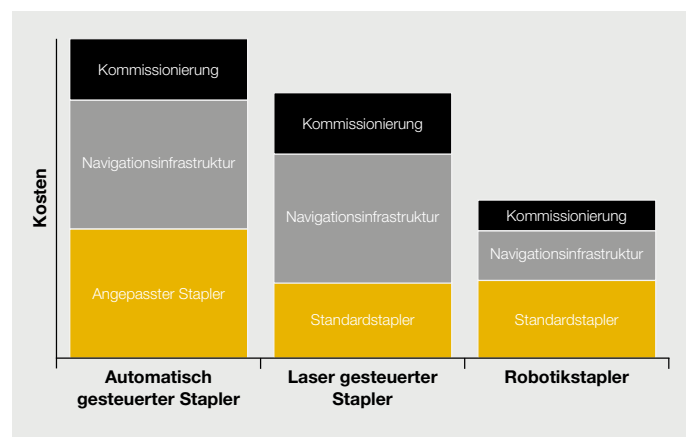 Kosten
Kommissionierung
Navigationsinfrastruktur
Angepasster Stapler
Automatisch
gesteuerter Stapler
Kommissionierung
Navigationsinfrastruktur
Standardstapler
Laser gesteuerter
Stapler
Kommissionierung
Navigationsinfrastruktur
Standardstapler
Robotikstapler